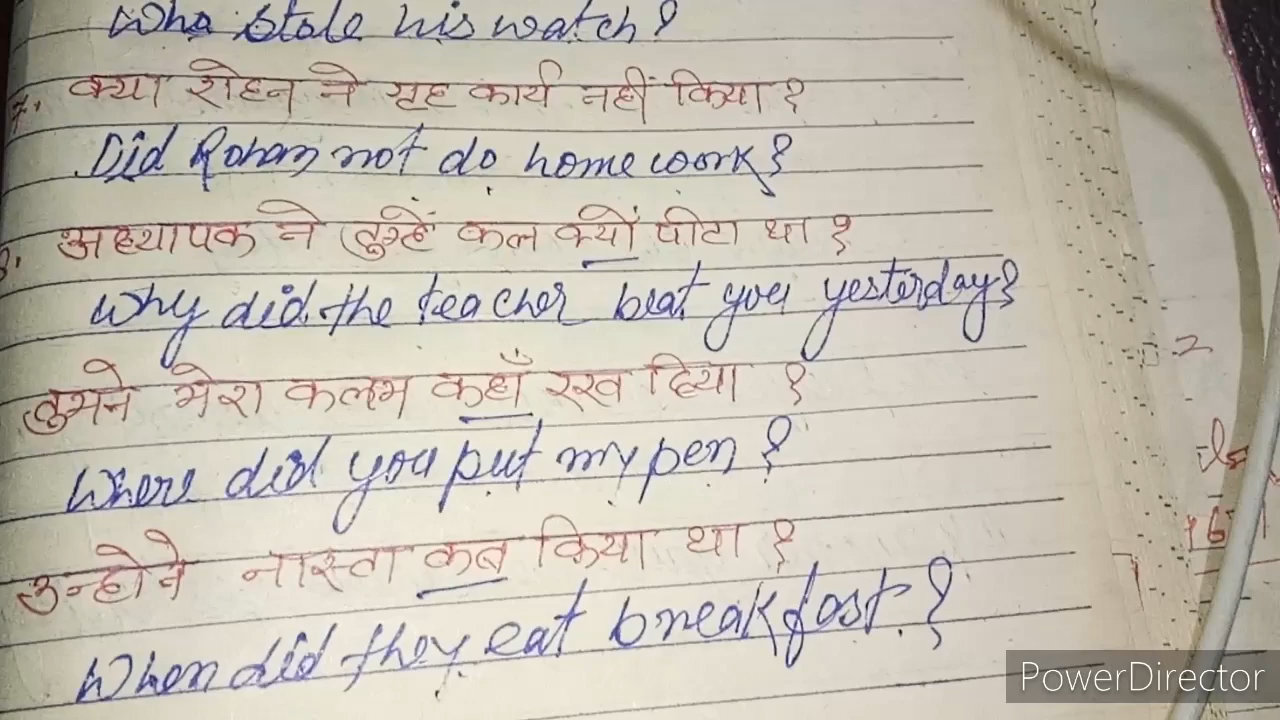 Who stole his watch?
7. क्या रोहन ने गृह कार्य नहीं किया ?
Did Rohan not do home work?
8. अध्यापक ने तुम्हें कल क्यों पीटा था ?
Why did the teacher beat you yesterday?
तुमने मेरा कलम कहाँ रख दिया ?
Where did you put my pen ?
उन्होने नास्ता कब किया था ?
When did they eat breakfast ?
PowerDirector